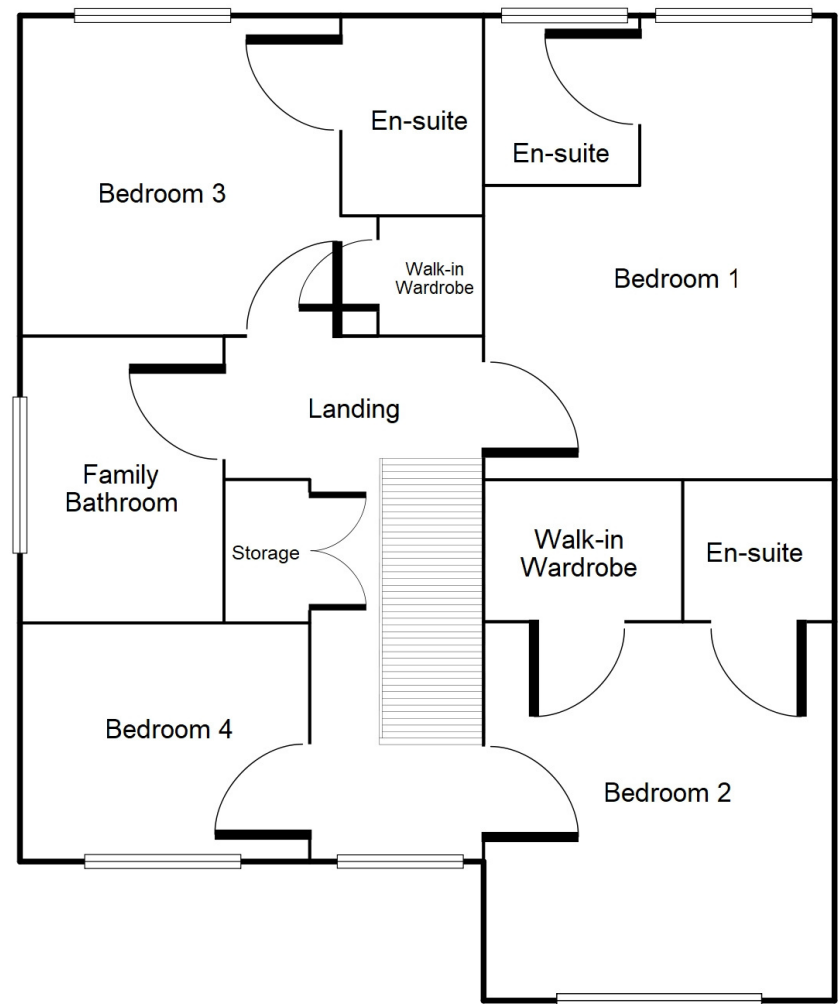 En-suite
En-suite
Bedroom 3
Walk-in
Wardrobe
Bedroom 1
Landing
Family
Bathroom
Storage
Walk-in
Wardrobe
En-suite
Bedroom 4
Bedroom 2